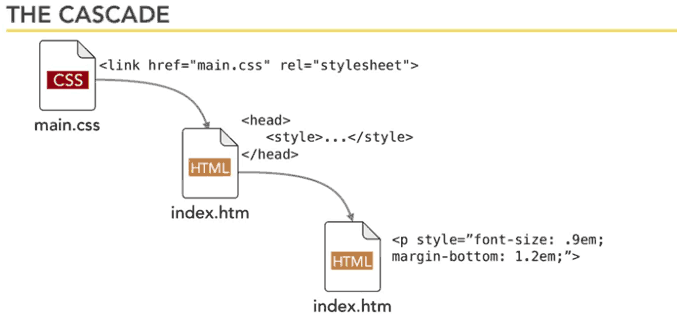 THE CASCADE
<link href="main.css" rel="stylesheet">
CSS
main.css
<head>
<style>...</style>
</head>
HTML
index.htm
<p style=”font-size: .9em;
margin-bottom: 1.2em;”>
HTML
index.htm